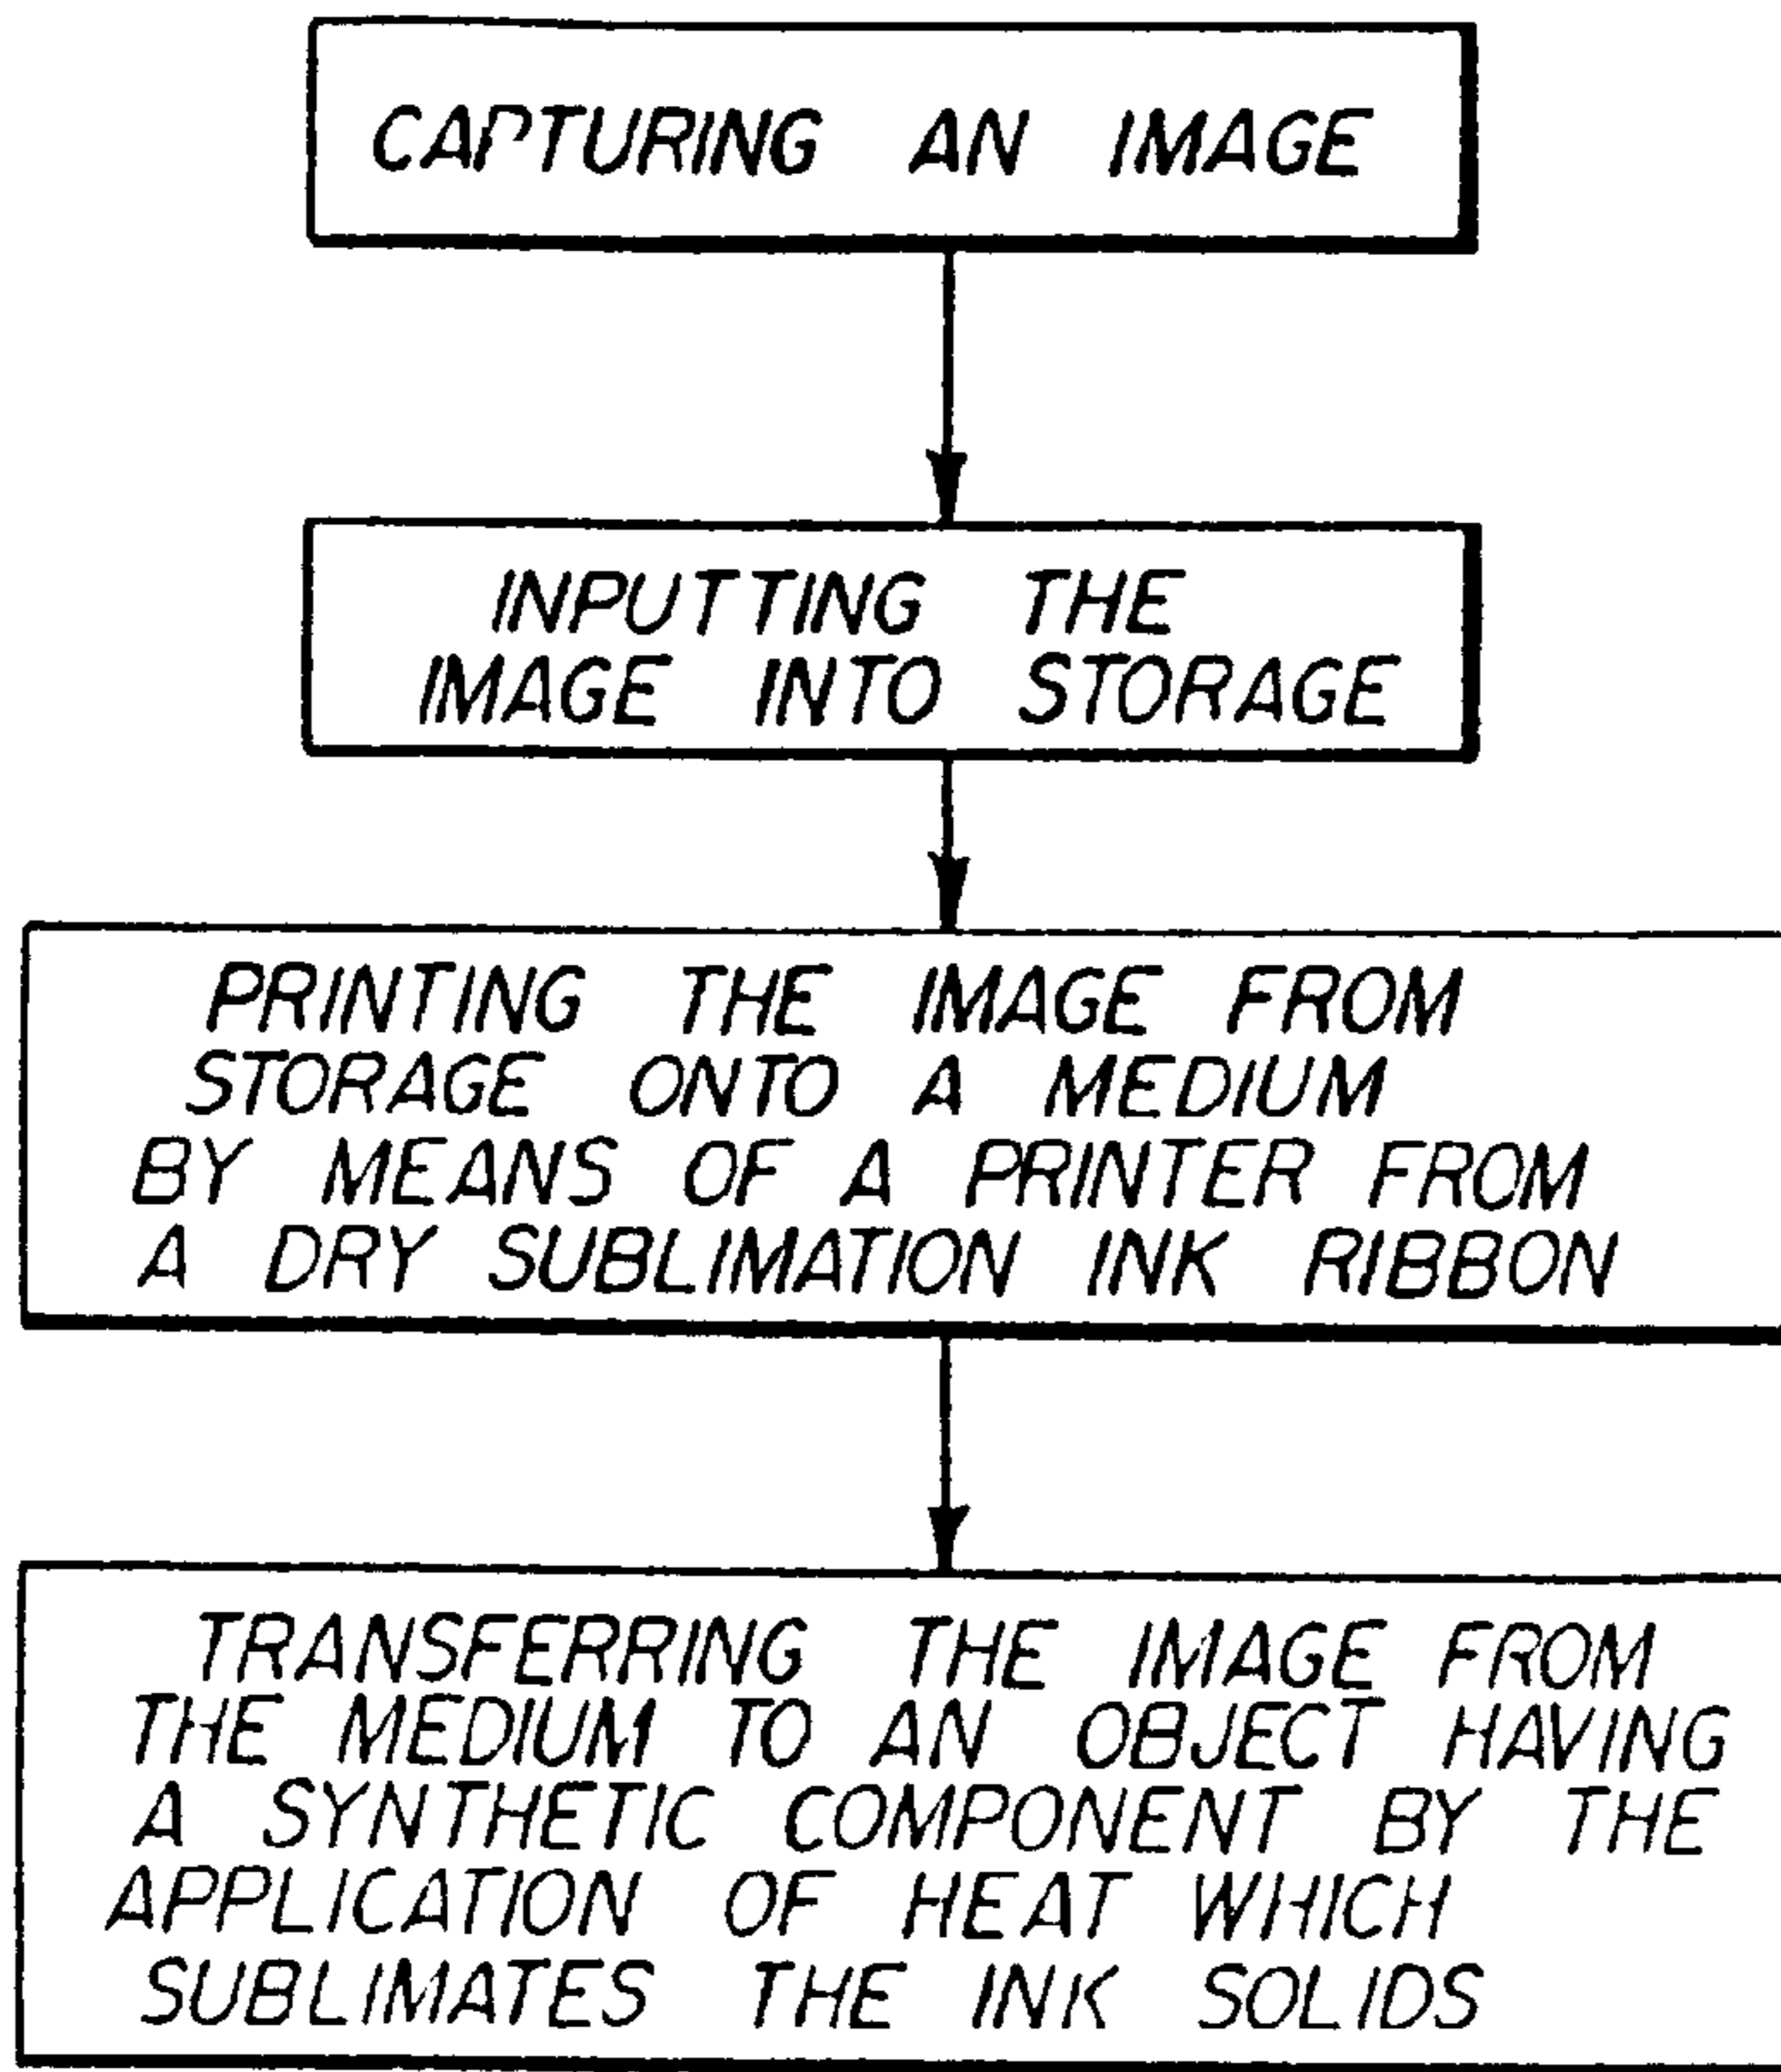 CAPTURING AN IMAGE
INPUTTING THE
IMAGE INTO STORAGE
PRINTING THE IMAGE FROM
STORAGE ONTO A MEDIUM
BY MEANS OF A PRINTER FROM
A DRY SUBLIMATION INK RIBBON
TRANSFERRING THE IMAGE FROM
THE MEDIUM TO AN OBJECT HAVING
A SYNTHETIC COMPONENT BY THE
APPLICATION OF HEAT WHICH
SUBLIMATES THE INK SOLIDS